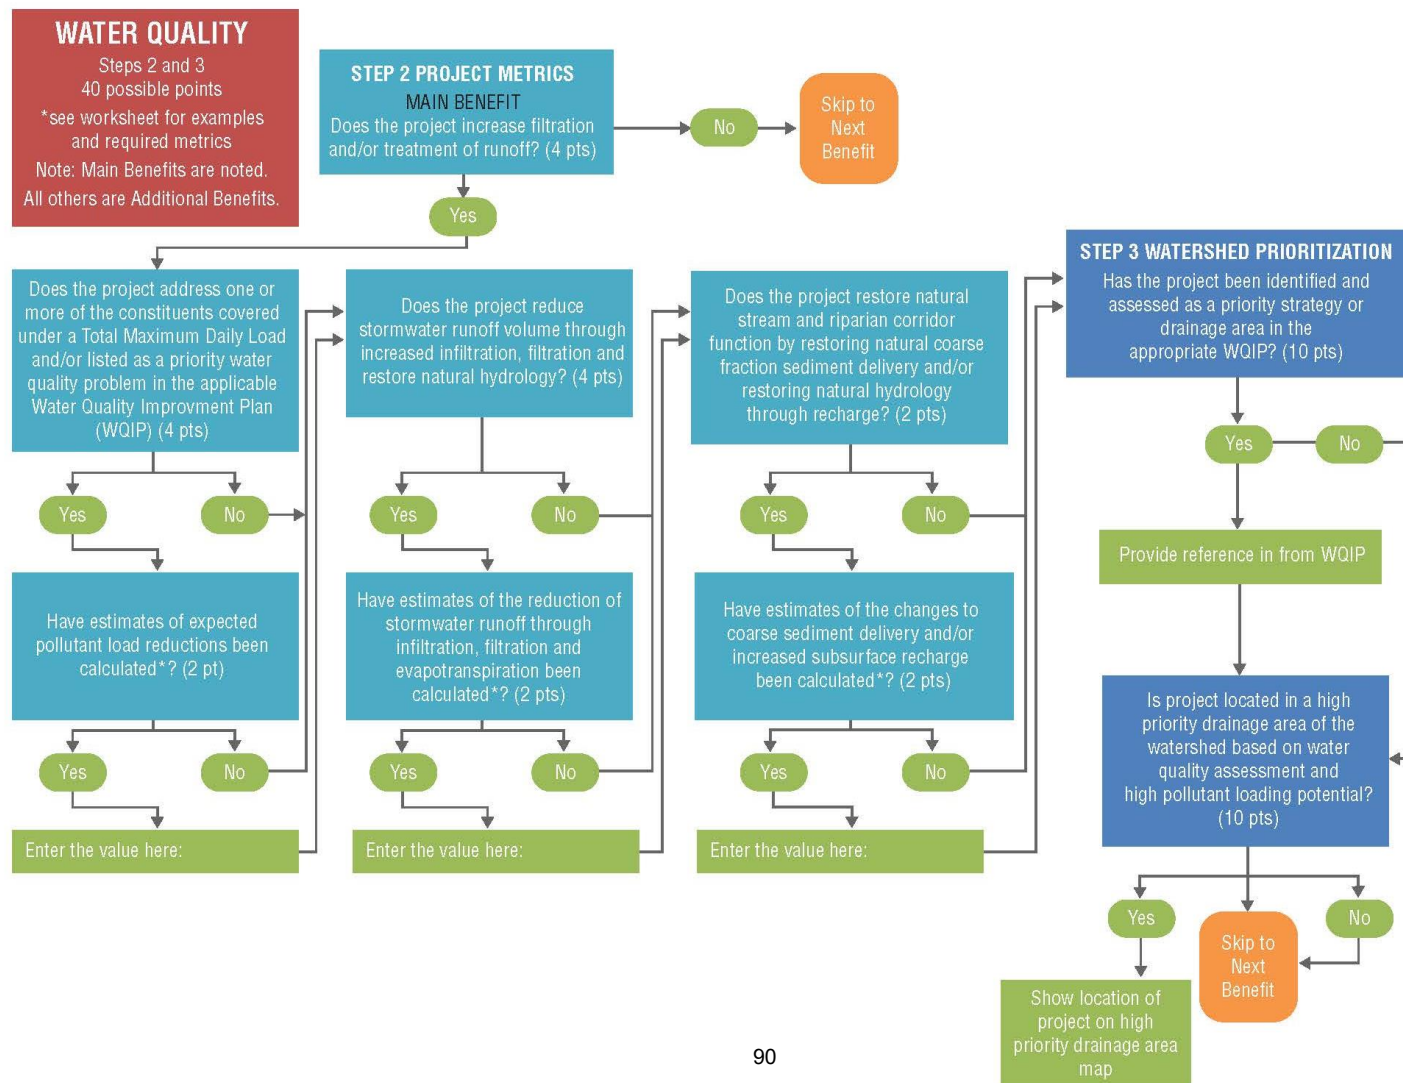 WATER QUALITY
Steps 2 and 3
40 possible points
*see worksheet for examples
and required metrics
Note: Main Benefits are noted.
All others are Additional Benefits.
STEP 2 PROJECT METRICS
MAIN BENEFIT
Does the project increase filtration
and/or treatment of runoff? (4 pts)
No
Skip to
Next
Benefit
Yes
Does the project address one or
more of the constituents covered
under a Total Maximum Daily Load
and/or listed as a priority water
quality problem in the applicable
Water Quality Improvment Plan
(WQIP) (4 pts)
Yes
No
Have estimates of expected
pollutant load reductions been
calculated*? (2 pt)
Yes
No
Enter the value here:
Does the project reduce
stormwater runoff volume through
increased infiltration, filtration and
restore natural hydrology? (4 pts)
Yes
No
Have estimates of the reduction of
stormwater runoff through
infiltration, filtration and
evapotranspiration been
calculated*? (2 pts)
Yes
No
Enter the value here:
Does the project restore natural
stream and riparian corridor
function by restoring natural coarse
fraction sediment delivery and/or
restoring natural hydrology
through recharge? (2 pts)
Yes
No
Have estimates of the changes to
coarse sediment delivery and/or
increased subsurface recharge
been calculated*? (2 pts)
Yes
No
Enter the value here:
STEP 3 WATERSHED PRIORITIZATION
Has the project been identified and
assessed as a priority strategy or
drainage area in the
appropriate WQIP? (10 pts)
Yes
No
Provide reference in from WQIP
Is project located in a high
priority drainage area of the
watershed based on water
quality assessment and
high pollutant loading potential?
(10 pts)
Yes
Skip to
Next
Benefit
No
Show location of
project on high
priority drainage area
map
90